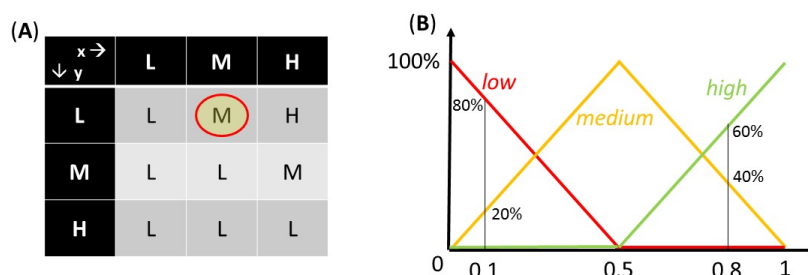 (A)
x →
↓ y
L M H
L L M H
M L L M
H L L L
(B)
100%
low
medium
high
80%
60%
40%
20%
0 0.1 0.5 0.8 1